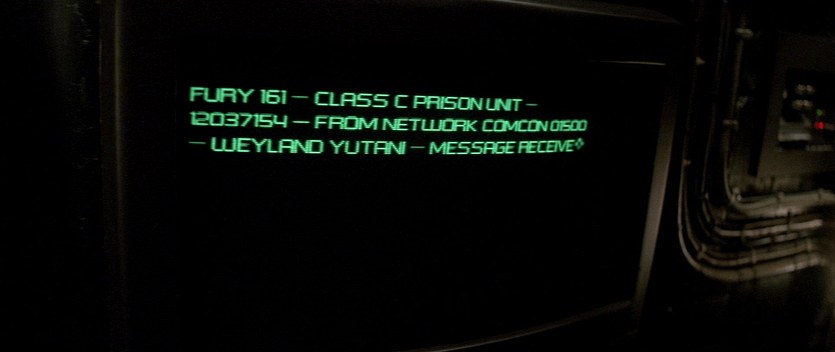 FURY 161 — CLASS C PRISON UNIT —
12037154 — FROM NETWORK COMCON 01500
— WEYLAND YUTANI — MESSAGE RECEIVE